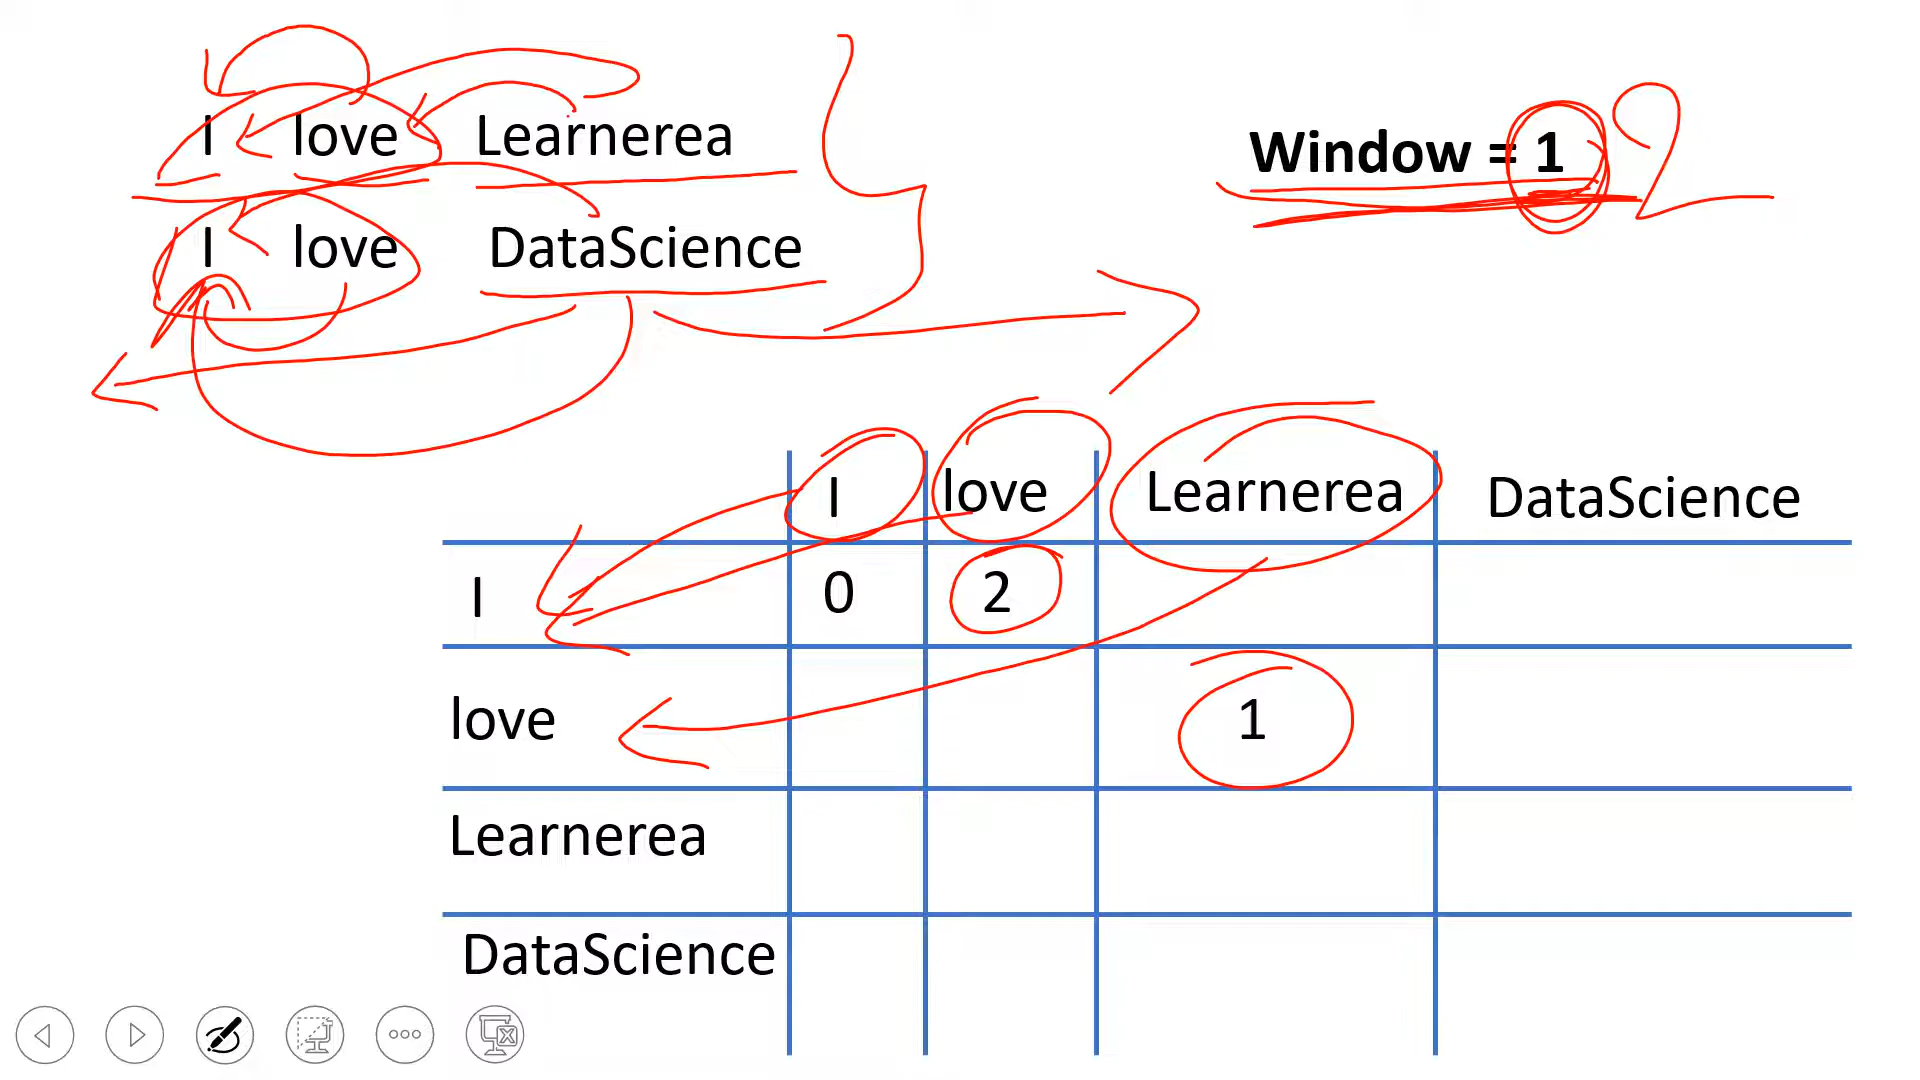 I love Learnerea
I love DataScience
Window = 1 2
I love Learnerea DataScience
I 0 2
love 1
Learnerea
DataScience